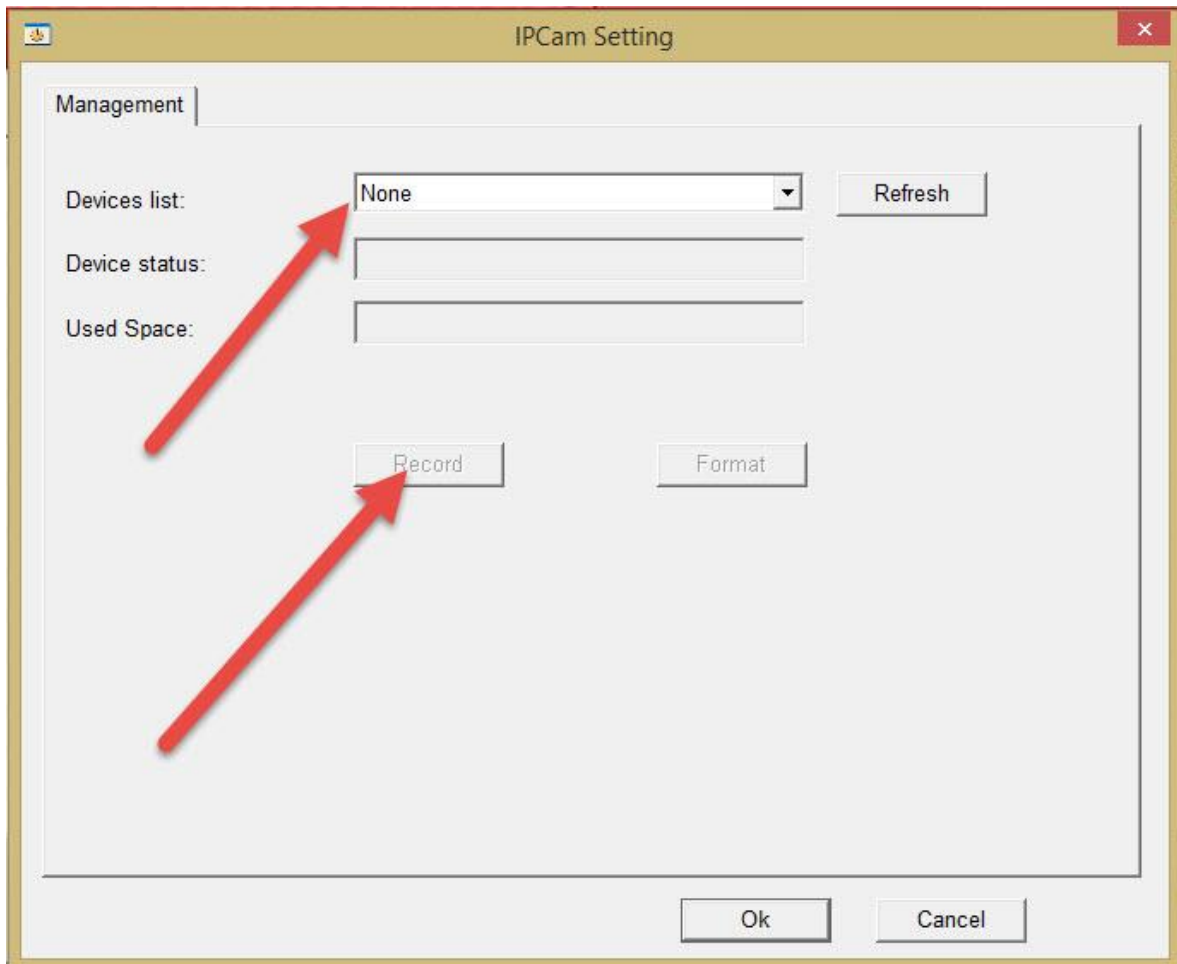 IPCam Setting
Management
Devices list: None Refresh
Device status:
Used Space:
Record Format
Ok Cancel